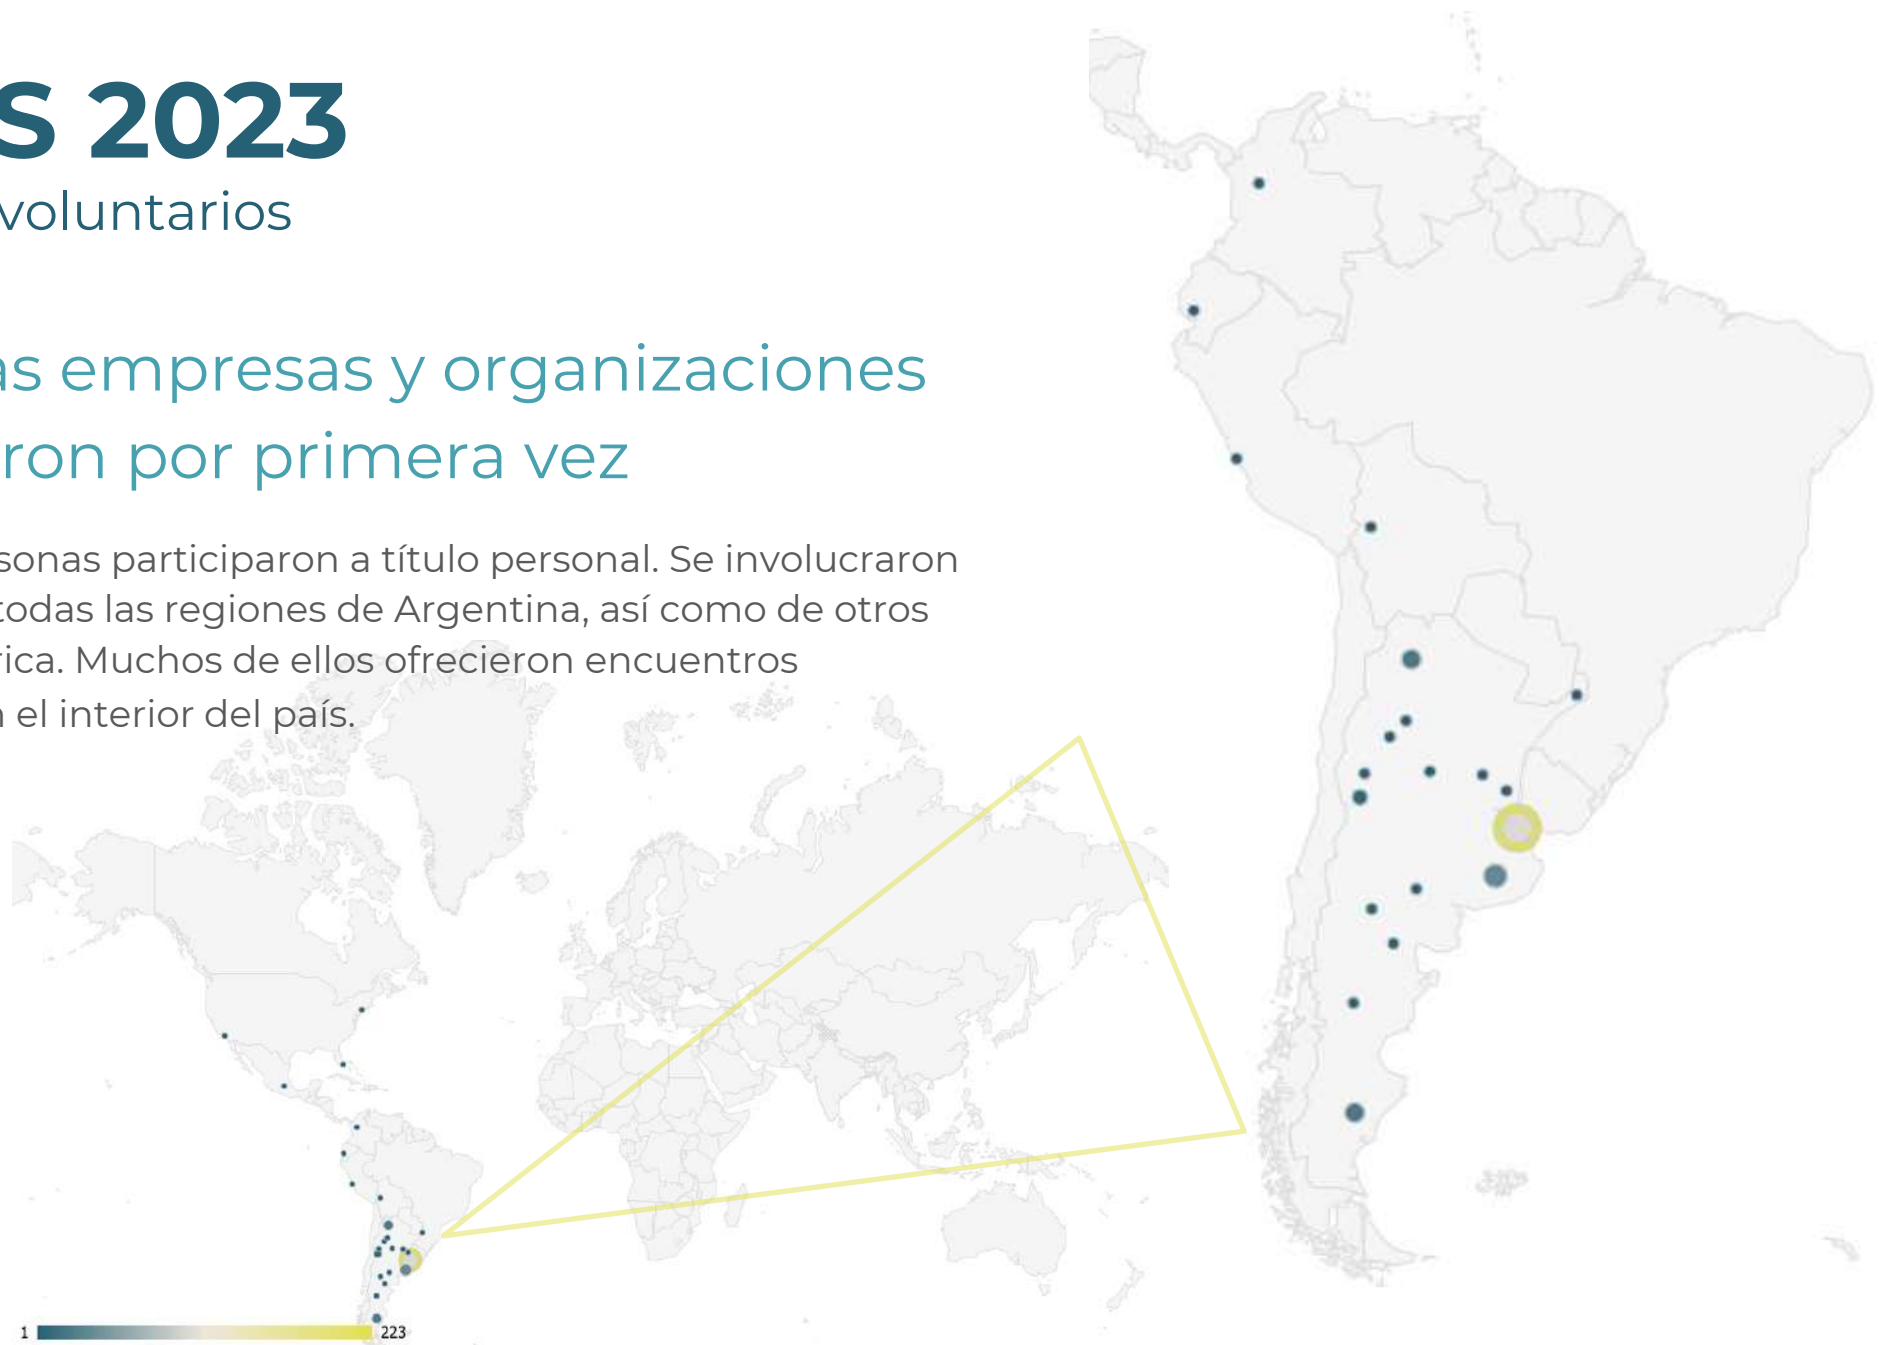 S 2023
voluntarios
as empresas y organizaciones
ron por primera vez
sonas participaron a título personal. Se involucraron
todas las regiones de Argentina, así como de otros
rica. Muchos de ellos ofrecieron encuentros
n el interior del país.
1 223